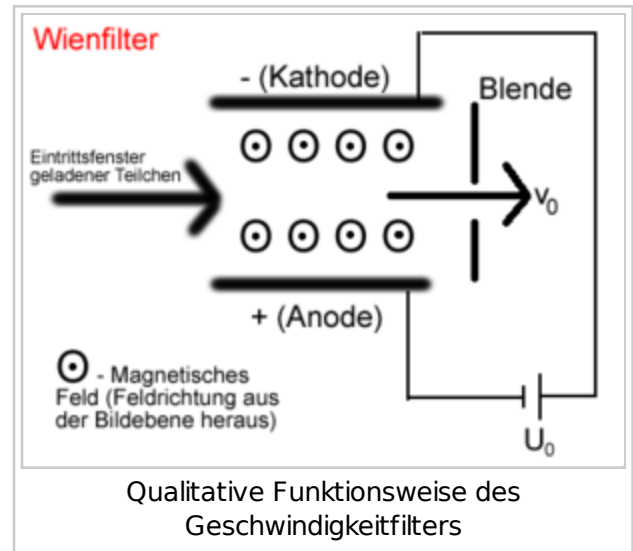 Wienfilter
- (Kathode)
Blende
Eintrittsfenster
geladener Teilchen
v0
+ (Anode)
- Magnetisches
Feld (Feldrichtung aus
der Bildebene heraus)
U0
Qualitative Funktionsweise des
Geschwindigkeitfilters